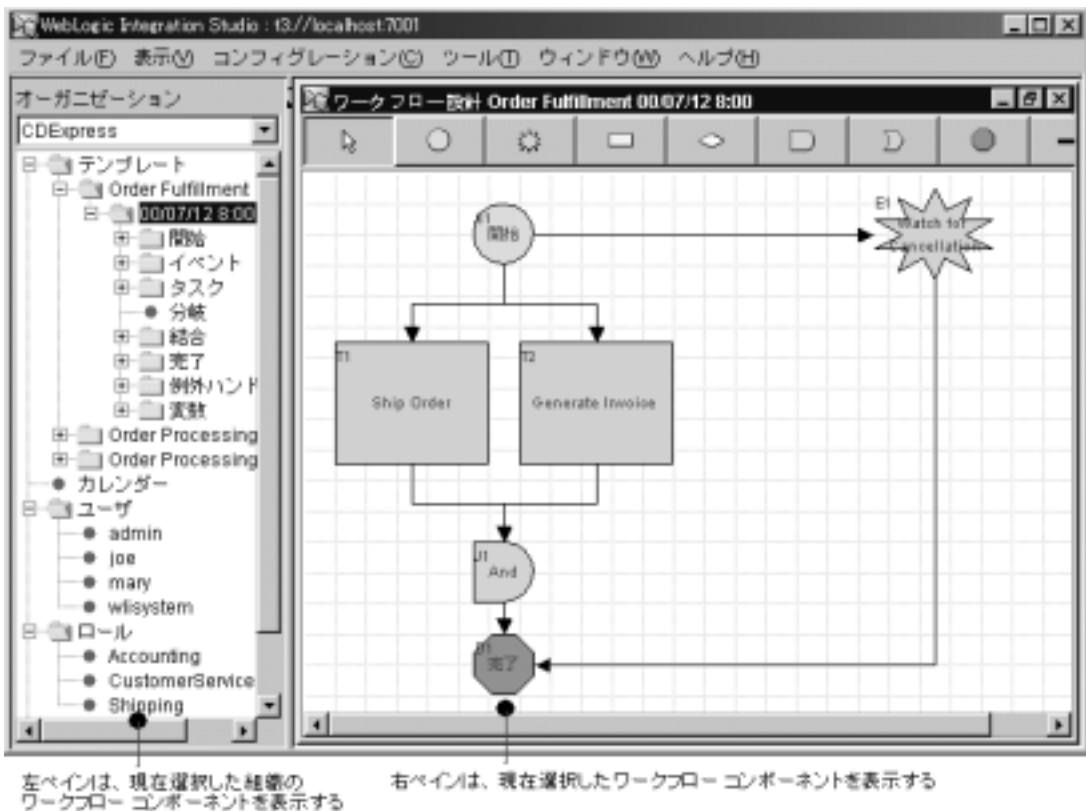 WebLogic Integration Studio : t3://localhost:7001
ファイル(F) 表示(V) コンフィグレーション(C) ツール(T) ウィンドウ(W) ヘルプ(H)
オーガニゼーション
CDExpress
テンプレート
Order Fulfillment
00/07/12 8:00
開始
イベント
タスク
分岐
結合
完了
例外ハンド
変数
Order Processing
Order Processing
カレンダー
ユーザ
admin
joe
mary
wlisystem
ロール
Accounting
CustomerService
Shipping
ワークフロー設計 Order Fulfillment 00/07/12 8:00
開始
E1
Watch for
Cancellation
T1
Ship Order
T2
Generate Invoice
J1
And
D1
完了
左ペインは、現在選択した組織の
ワークフロー コンポーネントを表示する
右ペインは、現在選択したワークフロー コンポーネントを表示する